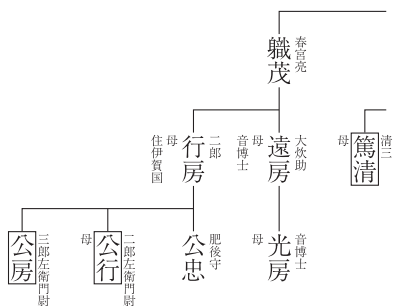 春宮亮
職茂
清三
篤清
母
大炊助
遠房
母
音博士
二郎
行房
母
住伊賀国
音博士
光房
母
肥後守
公忠
二郎左衛門尉
公行
母
三郎左衛門尉
公房